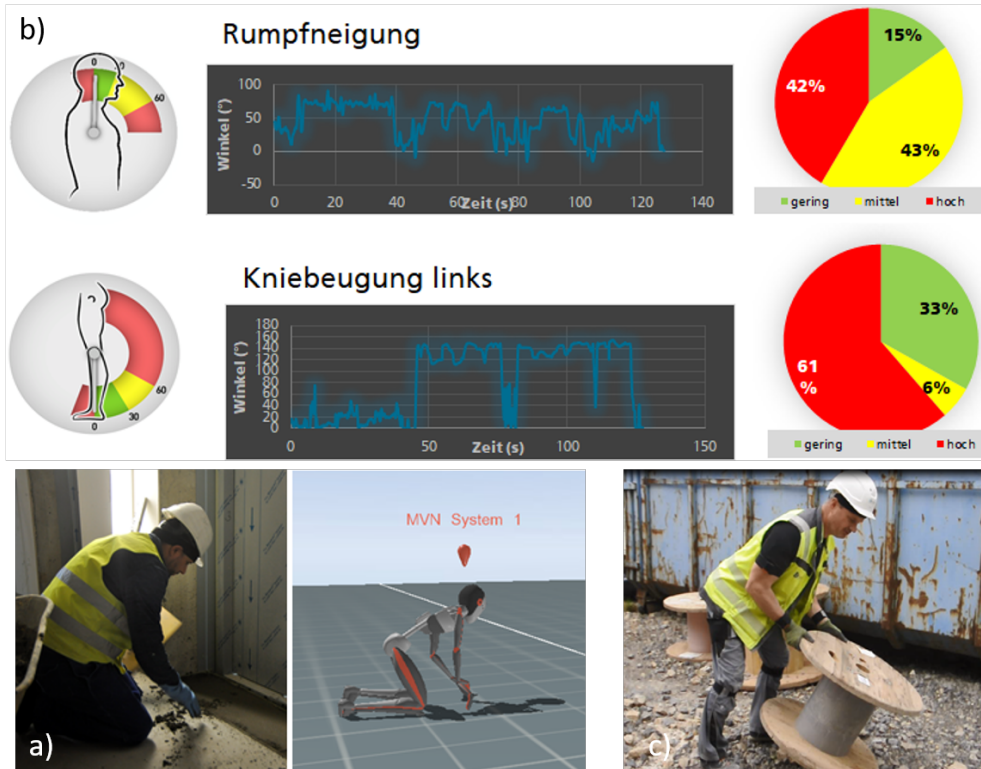 b)
Rumpfneigung
0
20
60
Winkel (°)
100
50
0
-50
0 20 40 60 80 100 120 140
Zeit (s)
15%
42%
43%
gering mittel hoch
Kniebeugung links
60
30
0
Winkel (°)
180
160
140
120
100
80
60
40
20
0
0 50 100 150
Zeit (s)
33%
61
%
6%
gering mittel hoch
MVN System 1
a)
c)